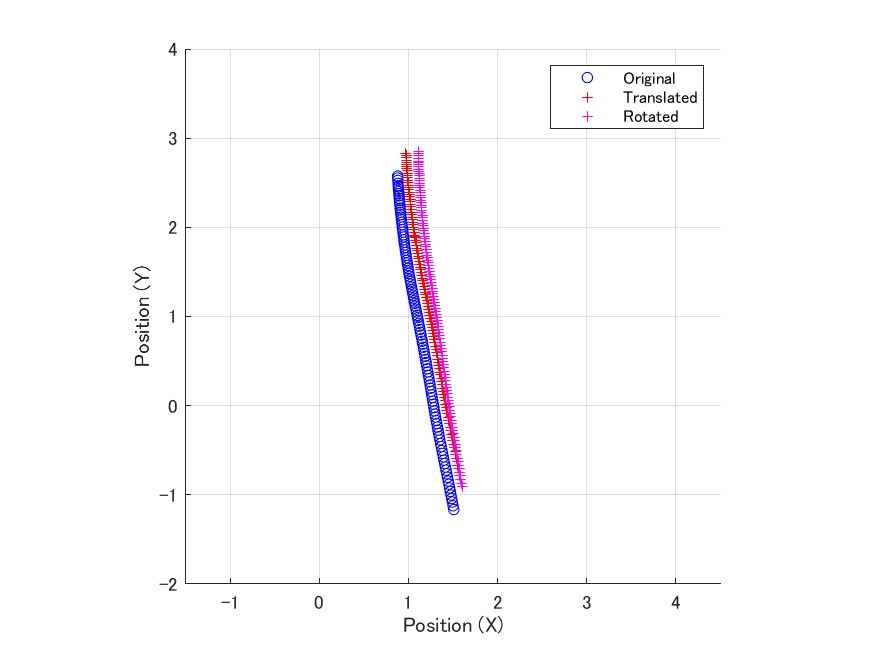 4
3
2
1
0
−1
−2
−1
0
1
2
3
4
Position (Y)
Position (X)
Original
Translated
Rotated